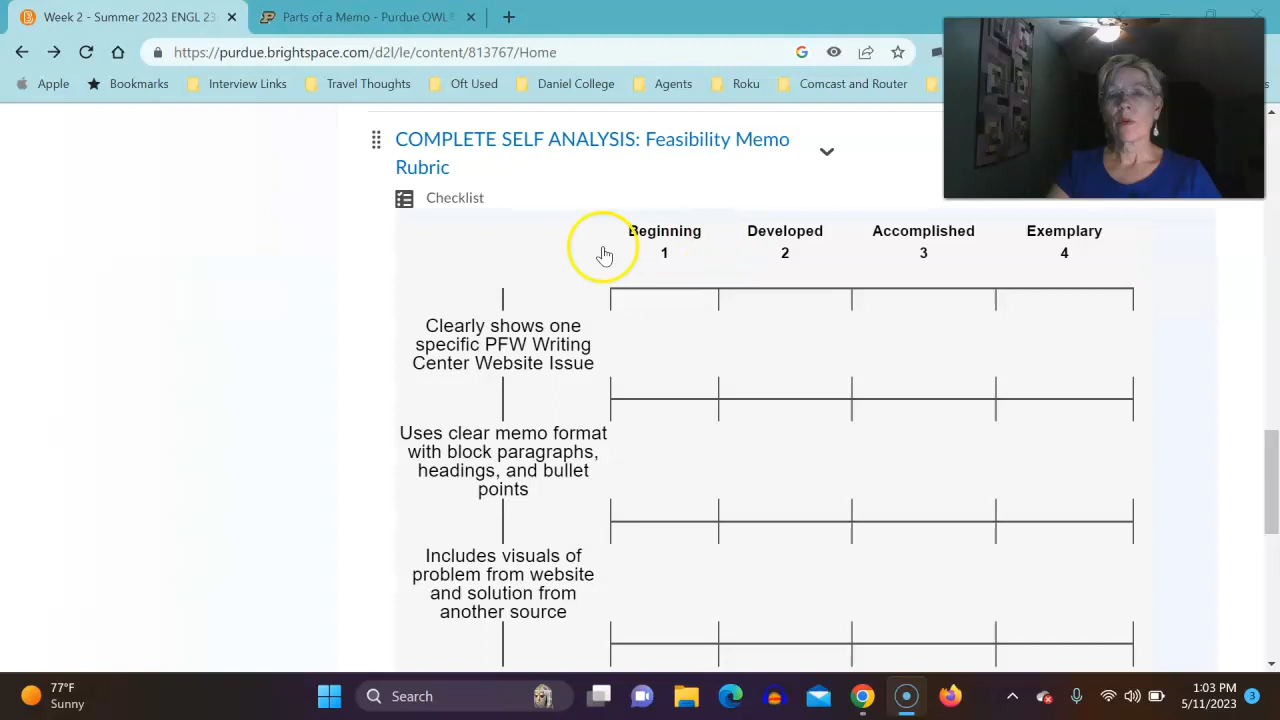 Week 2 - Summer 2023 ENGL 23
Parts of a Memo - Purdue OWL®
https://purdue.brightspace.com/d2l/le/content/813767/Home
Apple
Bookmarks
Interview Links
Travel Thoughts
Oft Used
Daniel College
Agents
Roku
Comcast and Router
COMPLETE SELF ANALYSIS: Feasibility Memo
Rubric
Checklist
Beginning Developed Accomplished Exemplary
1 2 3 4
Clearly shows one
specific PFW Writing
Center Website Issue
Uses clear memo format
with block paragraphs,
headings, and bullet
points
Includes visuals of
problem from website
and solution from
another source
77°F
Sunny
Search
1:03 PM
5/11/2023
3